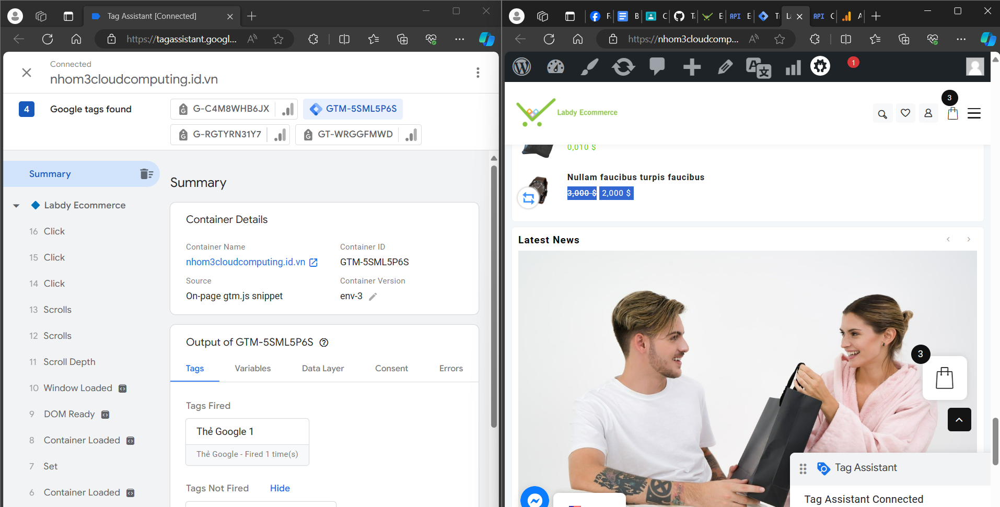 Tag Assistant [Connected]
https://tagassistant.googl...
Connected
nhom3cloudcomputing.id.vn
4
Google tags found
G-C4M8WHB6JX
GTM-5SML5P6S
G-RGTYRN31Y7
GT-WRGGFMWD
Summary
Labdy Ecommerce
16 Click
15 Click
14 Click
13 Scrolls
12 Scrolls
11 Scroll Depth
10 Window Loaded
9 DOM Ready
8 Container Loaded
7 Set
6 Container Loaded
Summary
Container Details
Container Name
Container ID
nhom3cloudcomputing.id.vn
GTM-5SML5P6S
Source
Container Version
On-page gtm.js snippet
env-3
Output of GTM-5SML5P6S
Tags
Variables
Data Layer
Consent
Errors
Tags Fired
Thẻ Google 1
Thẻ Google - Fired 1 time(s)
Tags Not Fired
Hide
B
C
E
API
E
API
https://nhom3cloudcomp...
1
Labdy Ecommerce
3
0,010 $
Nullam faucibus turpis faucibus
3,000 $ 2,000 $
Latest News
3
Tag Assistant
Tag Assistant Connected